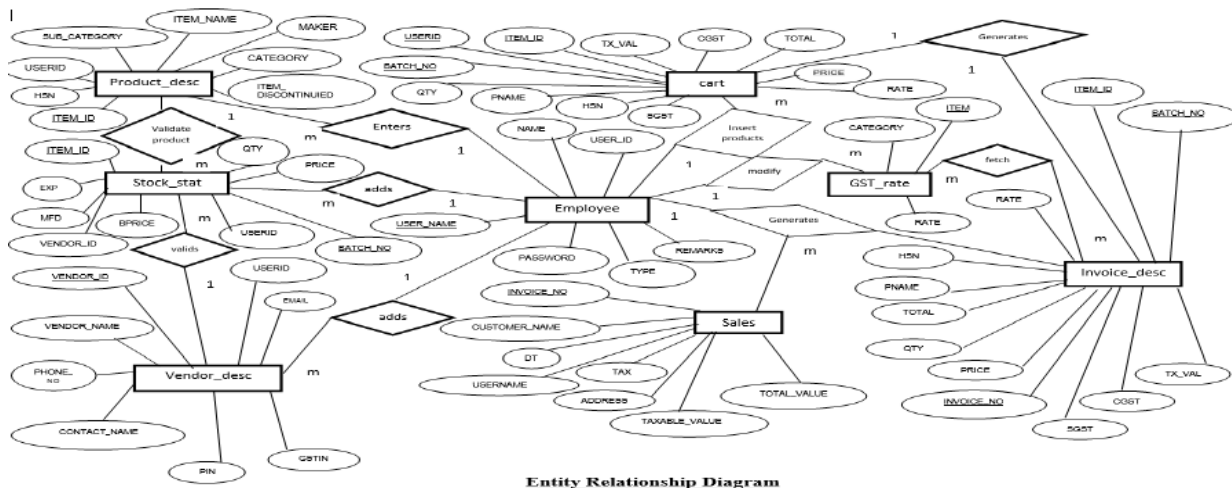 ITEM_NAME
MAKER
SUB_CATEGORY
USERID
Product_desc
CATEGORY
HSN
ITEM_
DISCONTINUIED
ITEM_ID
1
Validate
product
m
Enters
1
USERID
ITEM_ID
TX_VAL
CGST
TOTAL
1
Generates
BATCH_NO
cart
PRICE
1
QTY
PNAME
HSN
SGST
m
RATE
ITEM_ID
BATCH_NO
NAME
USER_ID
Insert
products
CATEGORY
ITEM
ITEM_ID
QTY
m
PRICE
1
m
modify
fetch
EXP
Stock_stat
adds
m
1
GST_rate
m
MFD
BPRICE
m
USERID
Employee
1
1
Generates
RATE
RATE
VENDOR_ID
valids
BATCH_NO
USER_NAME
REMARKS
m
m
VENDOR_ID
USERID
PASSWORD
TYPE
HSN
Invoice_desc
1
EMAIL
1
INVOICE_NO
PNAME
VENDOR_NAME
adds
Sales
TOTAL
CUSTOMER_NAME
PHONE_
NO
DT
QTY
Vendor_desc
m
TAX
PRICE
TX_VAL
USERNAME
TOTAL_VALUE
ADDRESS
INVOICE_NO
CGST
CONTACT_NAME
TAXABLE_VALUE
SGST
PIN
GSTIN
Entity Relationship Diagram